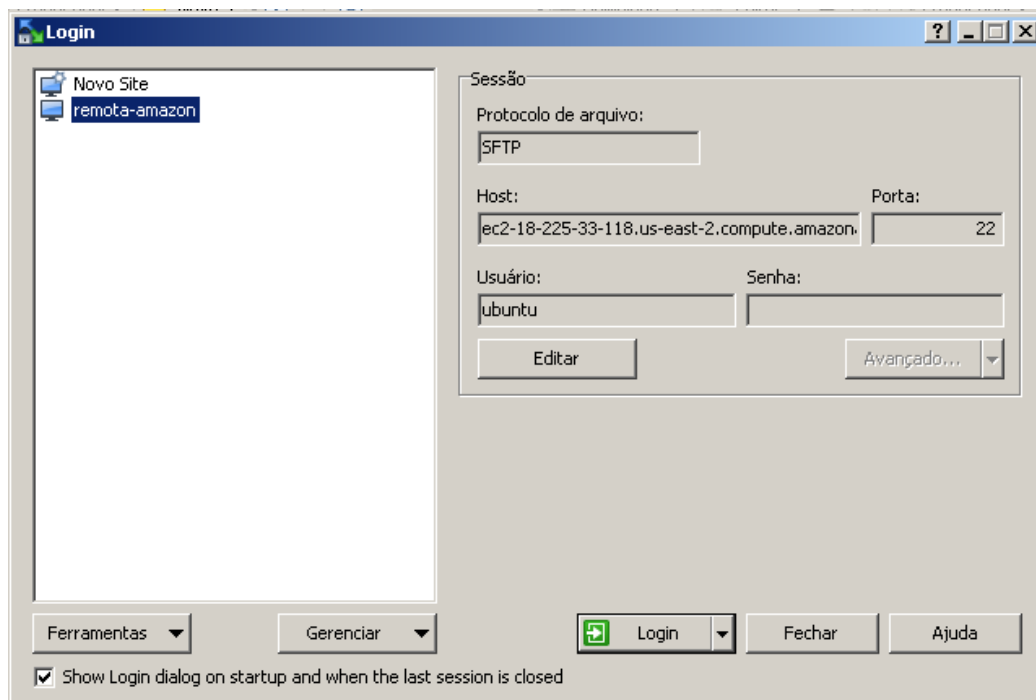 Login
Novo Site
remota-amazon
Sessão
Protocolo de arquivo:
SFTP
Host: Porta:
ec2-18-225-33-118.us-east-2.compute.amazon. 22
Usuário: Senha:
ubuntu
Editar Avançado...
Ferramentas Gerenciar Login Fechar Ajuda
Show Login dialog on startup and when the last session is closed